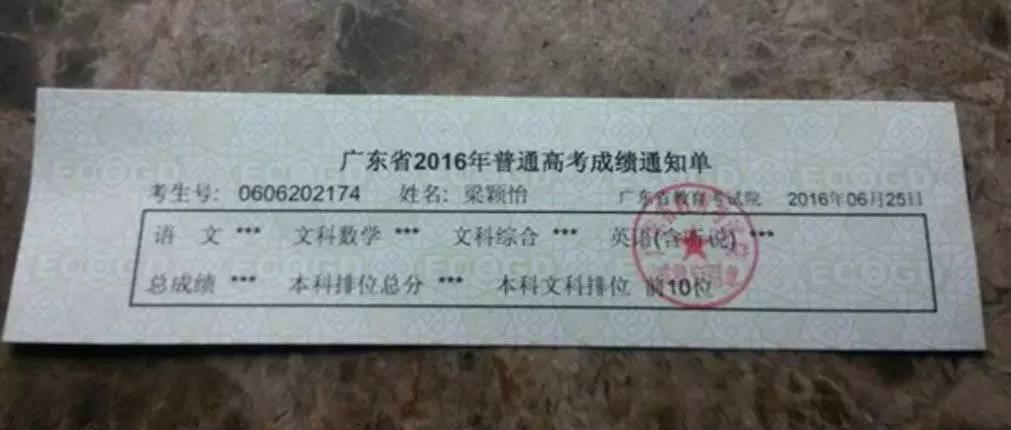 广东省2016年普通高考成绩通知单
考生号: 0606202174 姓名: 梁颖怡 广东省教育考试院 2016年06月25日
语 文 *** 文科数学 *** 文科综合 *** 英语(含听说) ***
总成绩 *** 本科排位总分 *** 本科文科排位 前10位
ECOGD